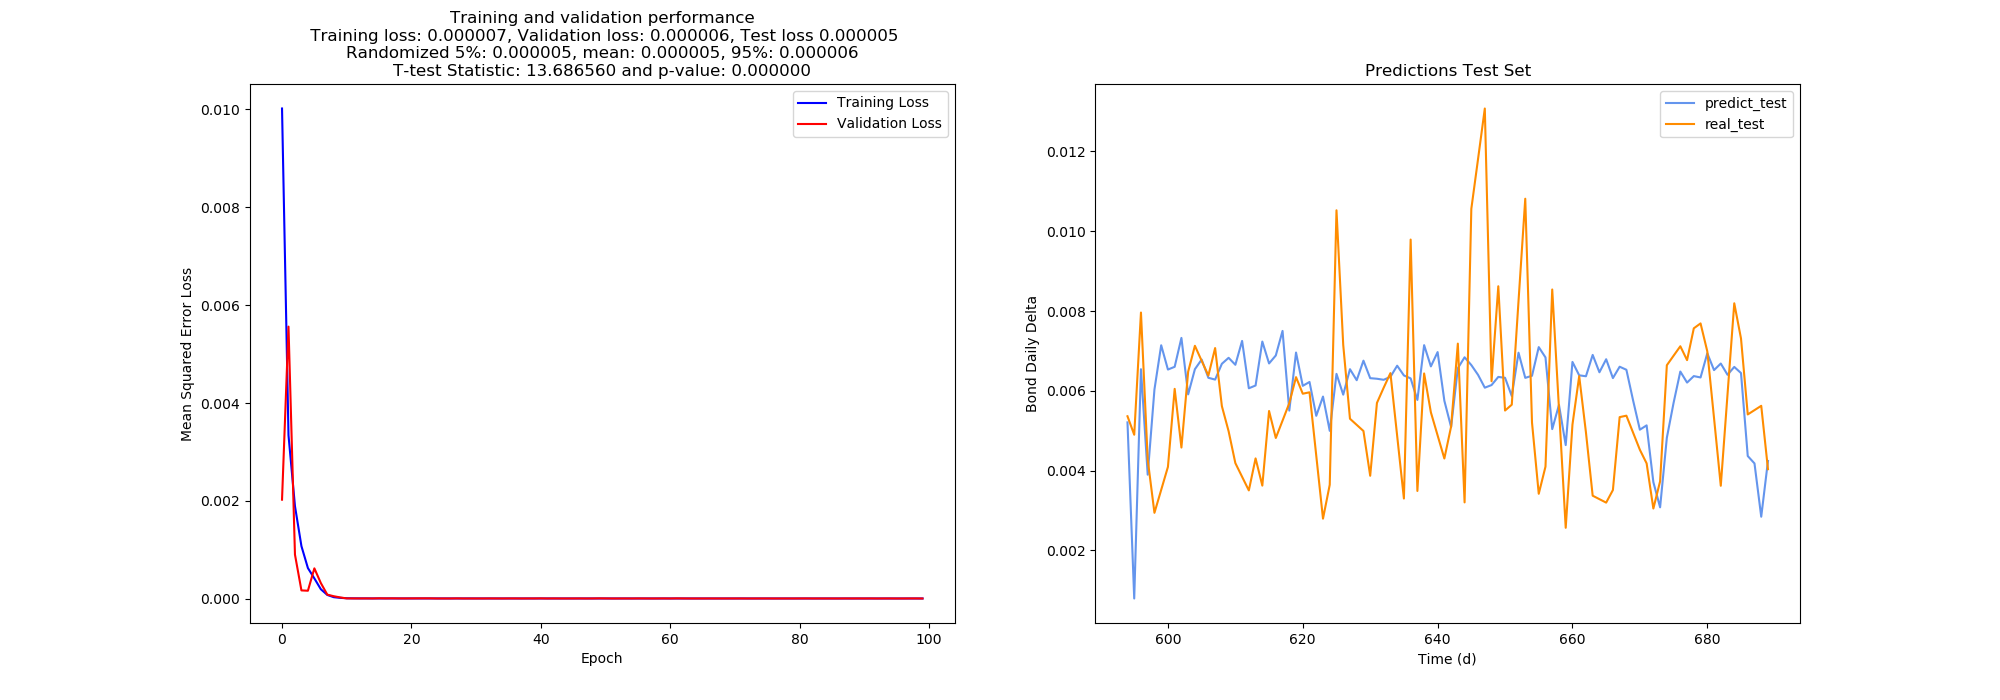 Training and validation performance
Training loss: 0.000007, Validation loss: 0.000006, Test loss 0.000005
Randomized 5%: 0.000005, mean: 0.000005, 95%: 0.000006
T-test Statistic: 13.686560 and p-value: 0.000000
Training Loss
Validation Loss
0.010
0.008
0.006
0.004
0.002
0.000
Mean Squared Error Loss
0
20
40
60
80
100
Epoch
Predictions Test Set
predict_test
real_test
0.012
0.010
0.008
0.006
0.004
0.002
Bond Daily Delta
600
620
640
660
680
Time (d)